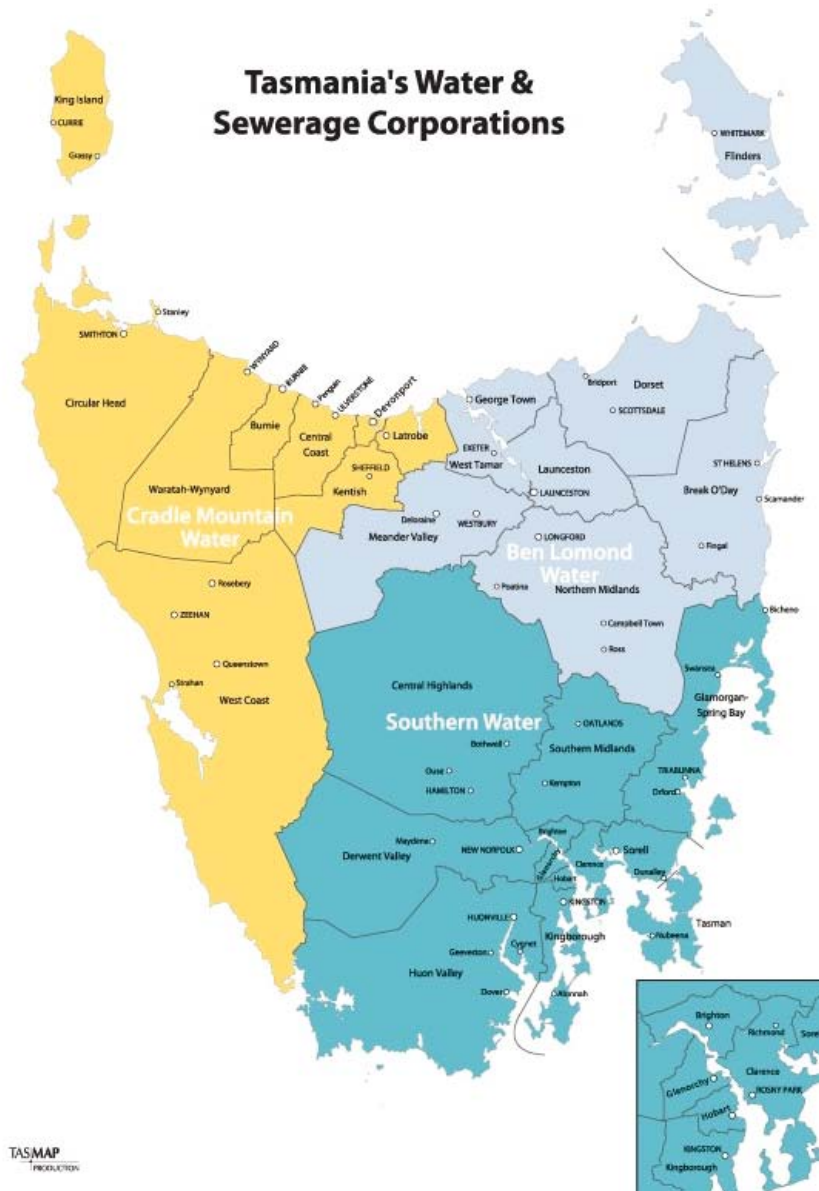 Tasmania's Water &
Sewerage Corporations
King Island
CURRIE
Grassy
WHITEMARK
Flinders
Stanley
SMITHTON
WYNYARD
BURNIE
Penguin
ULVERSTONE
Devonport
Bridport
Dorset
George Town
SCOTTSDALE
Circular Head
Burnie
Central
Coast
Latrobe
EXETER
West Tamar
Launceston
SHEFFIELD
Kentish
LAUNCESTON
ST HELENS
Break O'Day
Scamander
Waratah-Wynyard
Cradle Mountain
Water
Deloraine
WESTBURY
Meander Valley
LONGFORD
Ben Lomond
Water
Fingal
Poatina
Northern Midlands
Rosebery
ZEEHAN
Campbell Town
Bicheno
Ross
Queenstown
Strahan
West Coast
Central Highlands
Swansea
Glamorgan-
Spring Bay
Southern Water
OATLANDS
Southern Midlands
Bothwell
Ouse
HAMILTON
Kempton
TRIABUNNA
Orford
Maydena
Derwent Valley
NEW NORFOLK
Brighton
Glenorchy
Hobart
Clarence
Sorell
Dunalley
KINGSTON
HUONVILLE
Kingborough
Tasman
Nubeena
Geeveston
Cygnet
Huon Valley
Dover
Alonnah
Brighton
Richmond
Sorel
Clarence
Glenorchy
ROSNY PARK
Hobart
KINGSTON
Kingborough
TASMAP
PRODUCTION